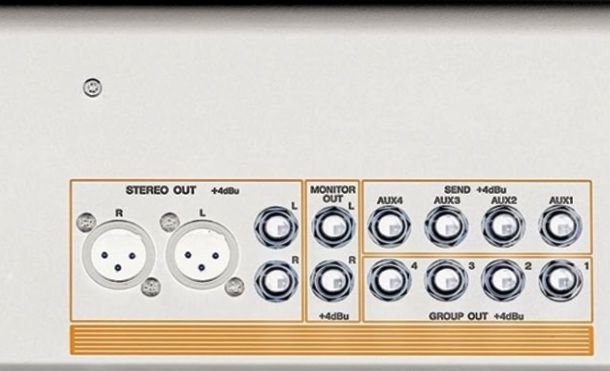 STEREO OUT +4dBu
R L L
R
MONITOR
OUT
L
R
+4dBu
SEND +4dBu
AUX4 AUX3 AUX2 AUX1
4 3 2 1
GROUP OUT +4dBu